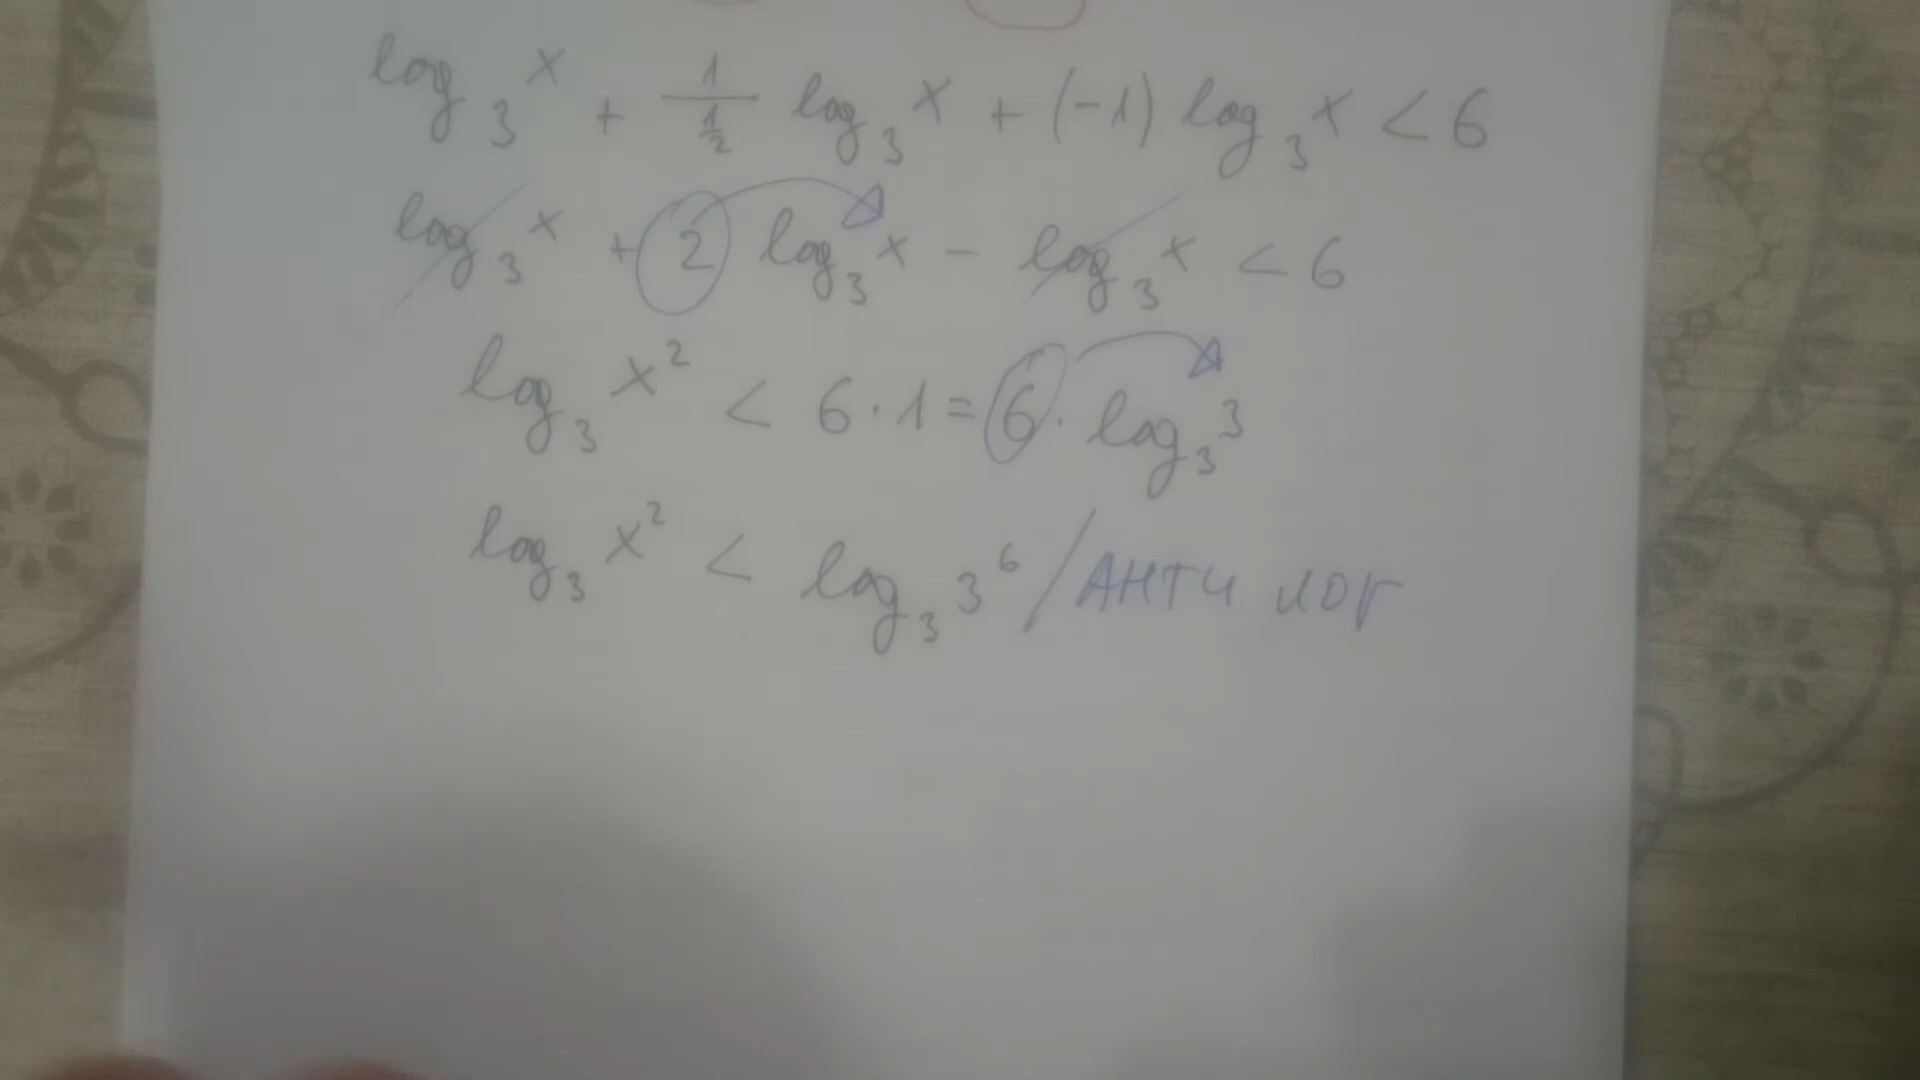 log₃x + 1/(1/2) log₃x + (-1) log₃x < 6
log₃x + 2 log₃x - log₃x < 6
log₃x² < 6·1 = 6·log₃3
log₃x² < log₃3⁶ / АНТИ ЛОГ